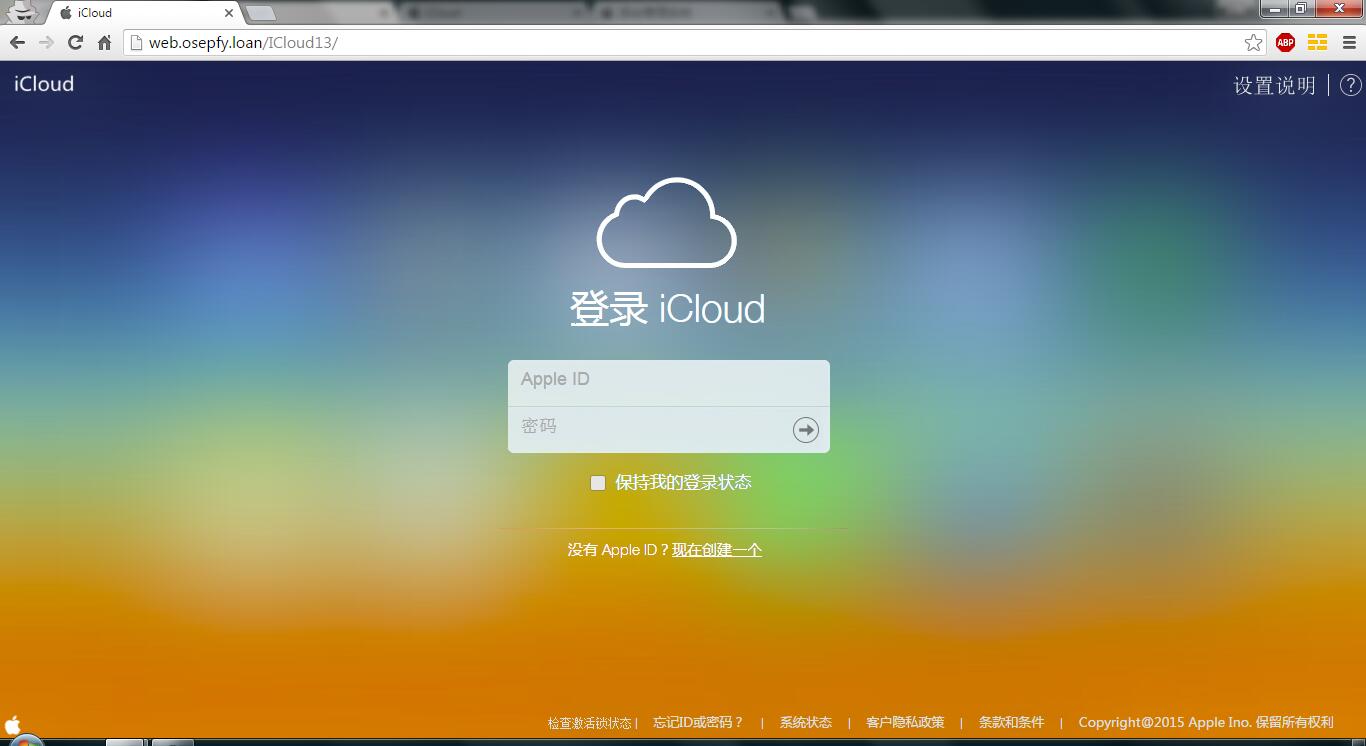 iCloud
web.osepfy.loan/ICloud13/
ABP
iCloud
设置说明 | ?
登录 iCloud
Apple ID
密码
保持我的登录状态
没有 Apple ID？现在创建一个
检查激活锁状态 | 忘记ID或密码？ | 系统状态 | 客户隐私政策 | 条款和条件 | Copyright@2015 Apple Ino. 保留所有权利